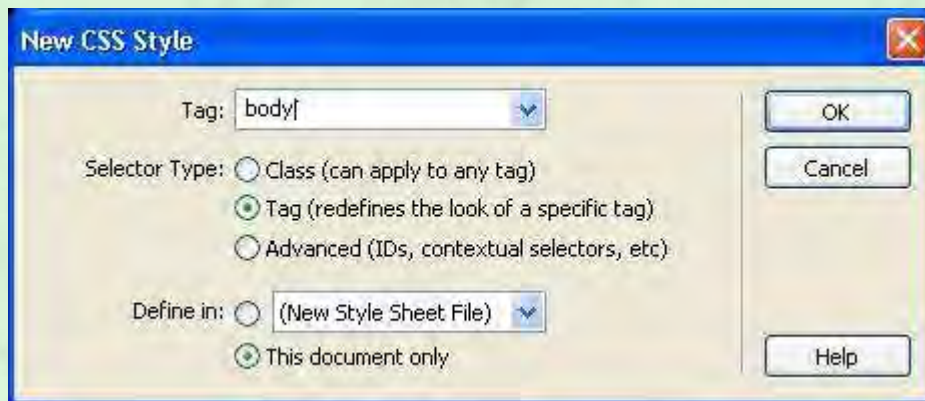 New CSS Style
Tag: body
OK
Selector Type: Class (can apply to any tag)
Cancel
Tag (redefines the look of a specific tag)
Advanced (IDs, contextual selectors, etc)
Define in: (New Style Sheet File)
This document only
Help